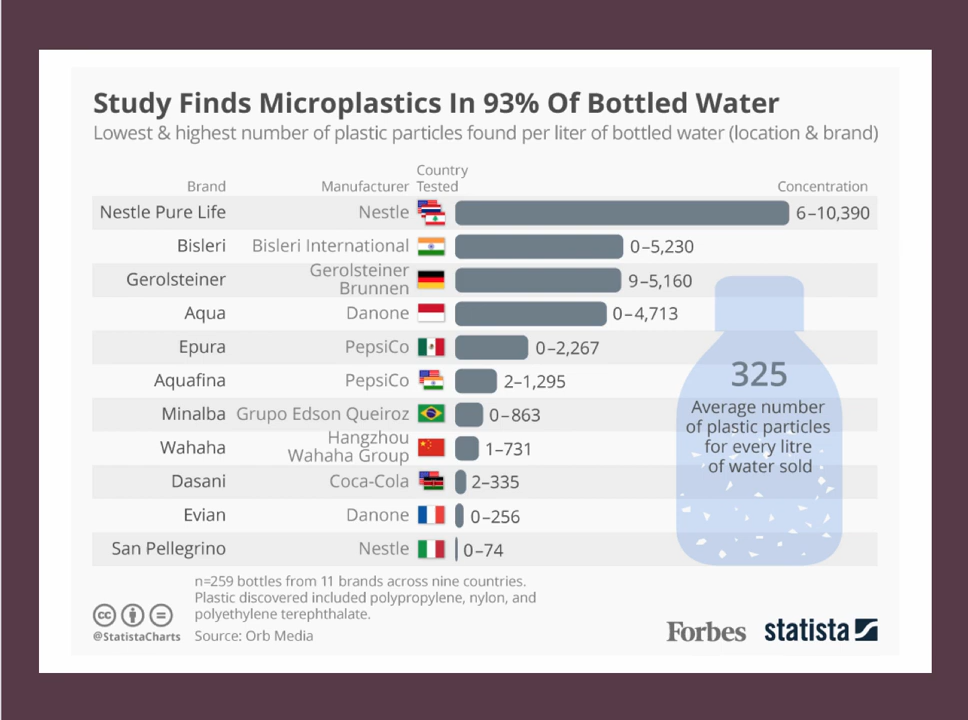 Study Finds Microplastics In 93% Of Bottled Water
Lowest & highest number of plastic particles found per liter of bottled water (location & brand)
Brand Manufacturer Country Tested Concentration
Nestle Pure Life Nestle 6–10,390
Bisleri Bisleri International 0–5,230
Gerolsteiner Gerolsteiner Brunnen 9–5,160
Aqua Danone 0–4,713
Epura PepsiCo 0–2,267
Aquafina PepsiCo 2–1,295
Minalba Grupo Edson Queiroz 0–863
Wahaha Hangzhou Wahaha Group 1–731
Dasani Coca-Cola 2–335
Evian Danone 0–256
San Pellegrino Nestle 0–74
325
Average number
of plastic particles
for every litre
of water sold
n=259 bottles from 11 brands across nine countries.
Plastic discovered included polypropylene, nylon, and
polyethylene terephthalate.
cc
@StatistaCharts Source: Orb Media
Forbes statista